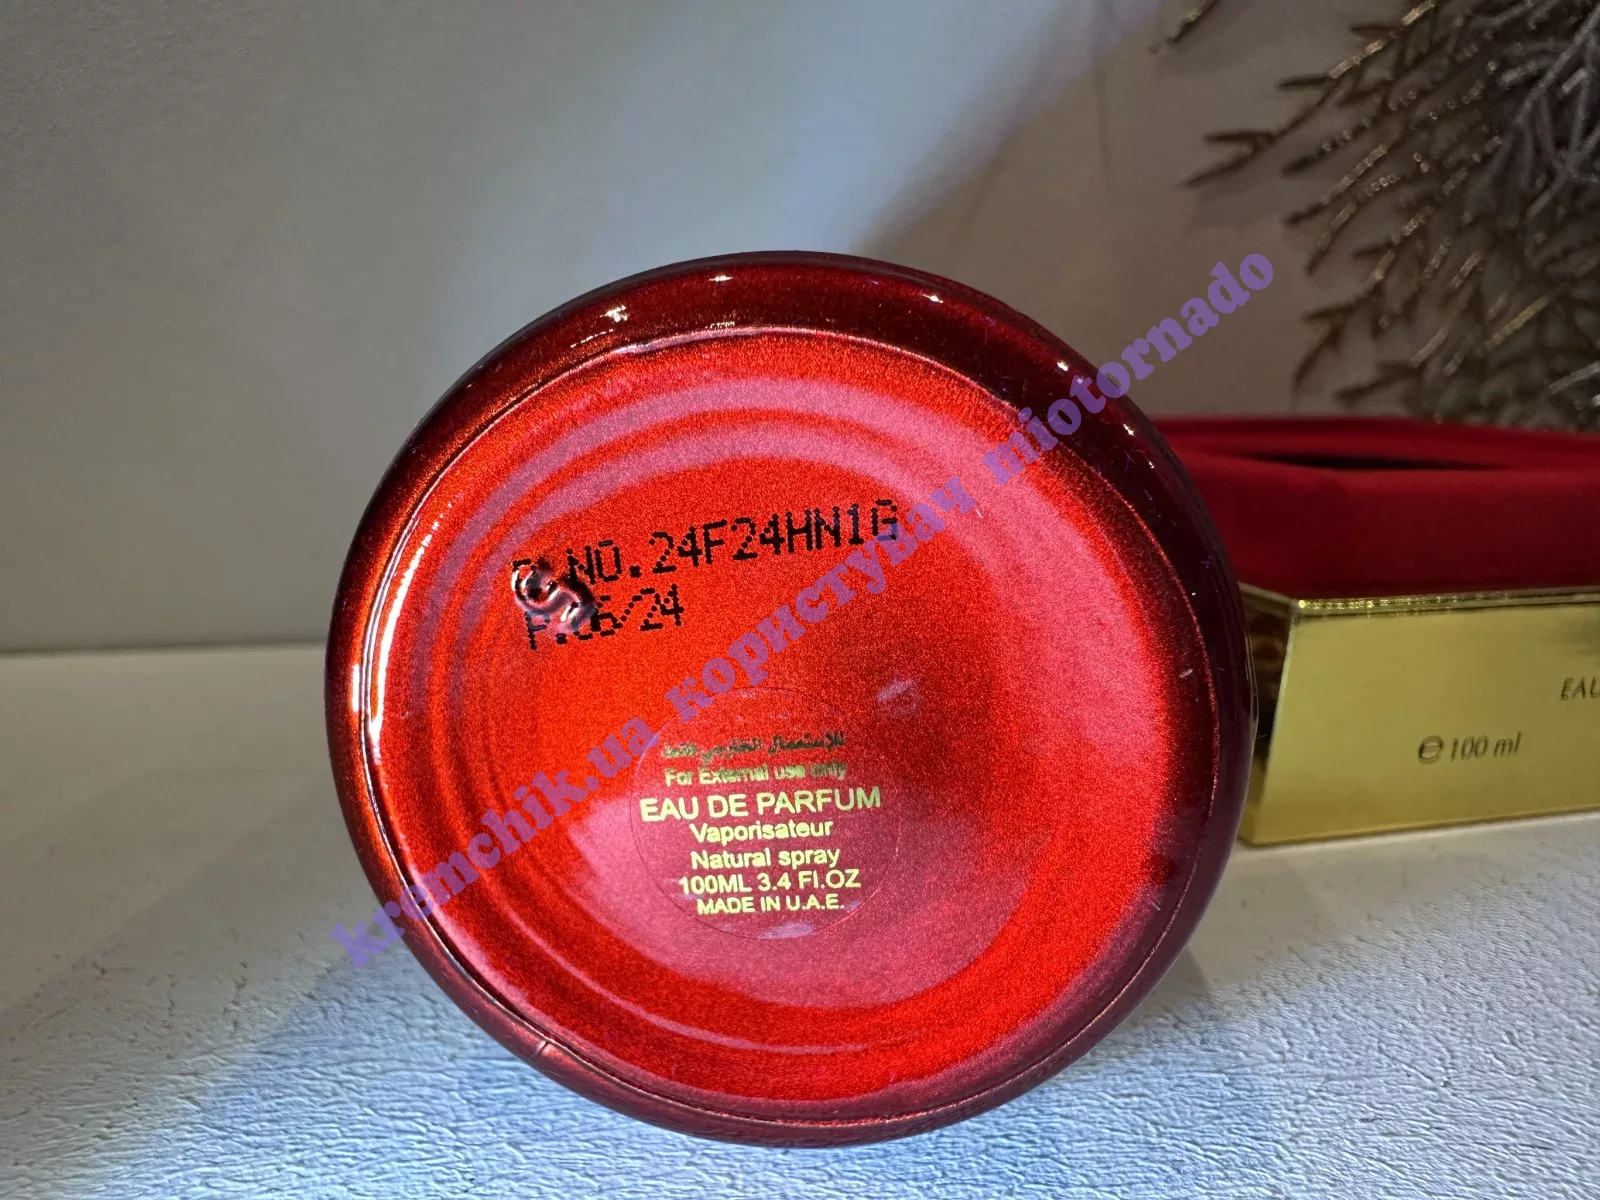 B.NO.24F24HN1G
P.06/24
للإستعمال الخارجي فقط
For External use only
EAU DE PARFUM
Vaporisateur
Natural spray
100ML 3.4 Fl.OZ
MADE IN U.A.E.
EAU
℮ 100 ml
kremchik.ua користувач miotornado